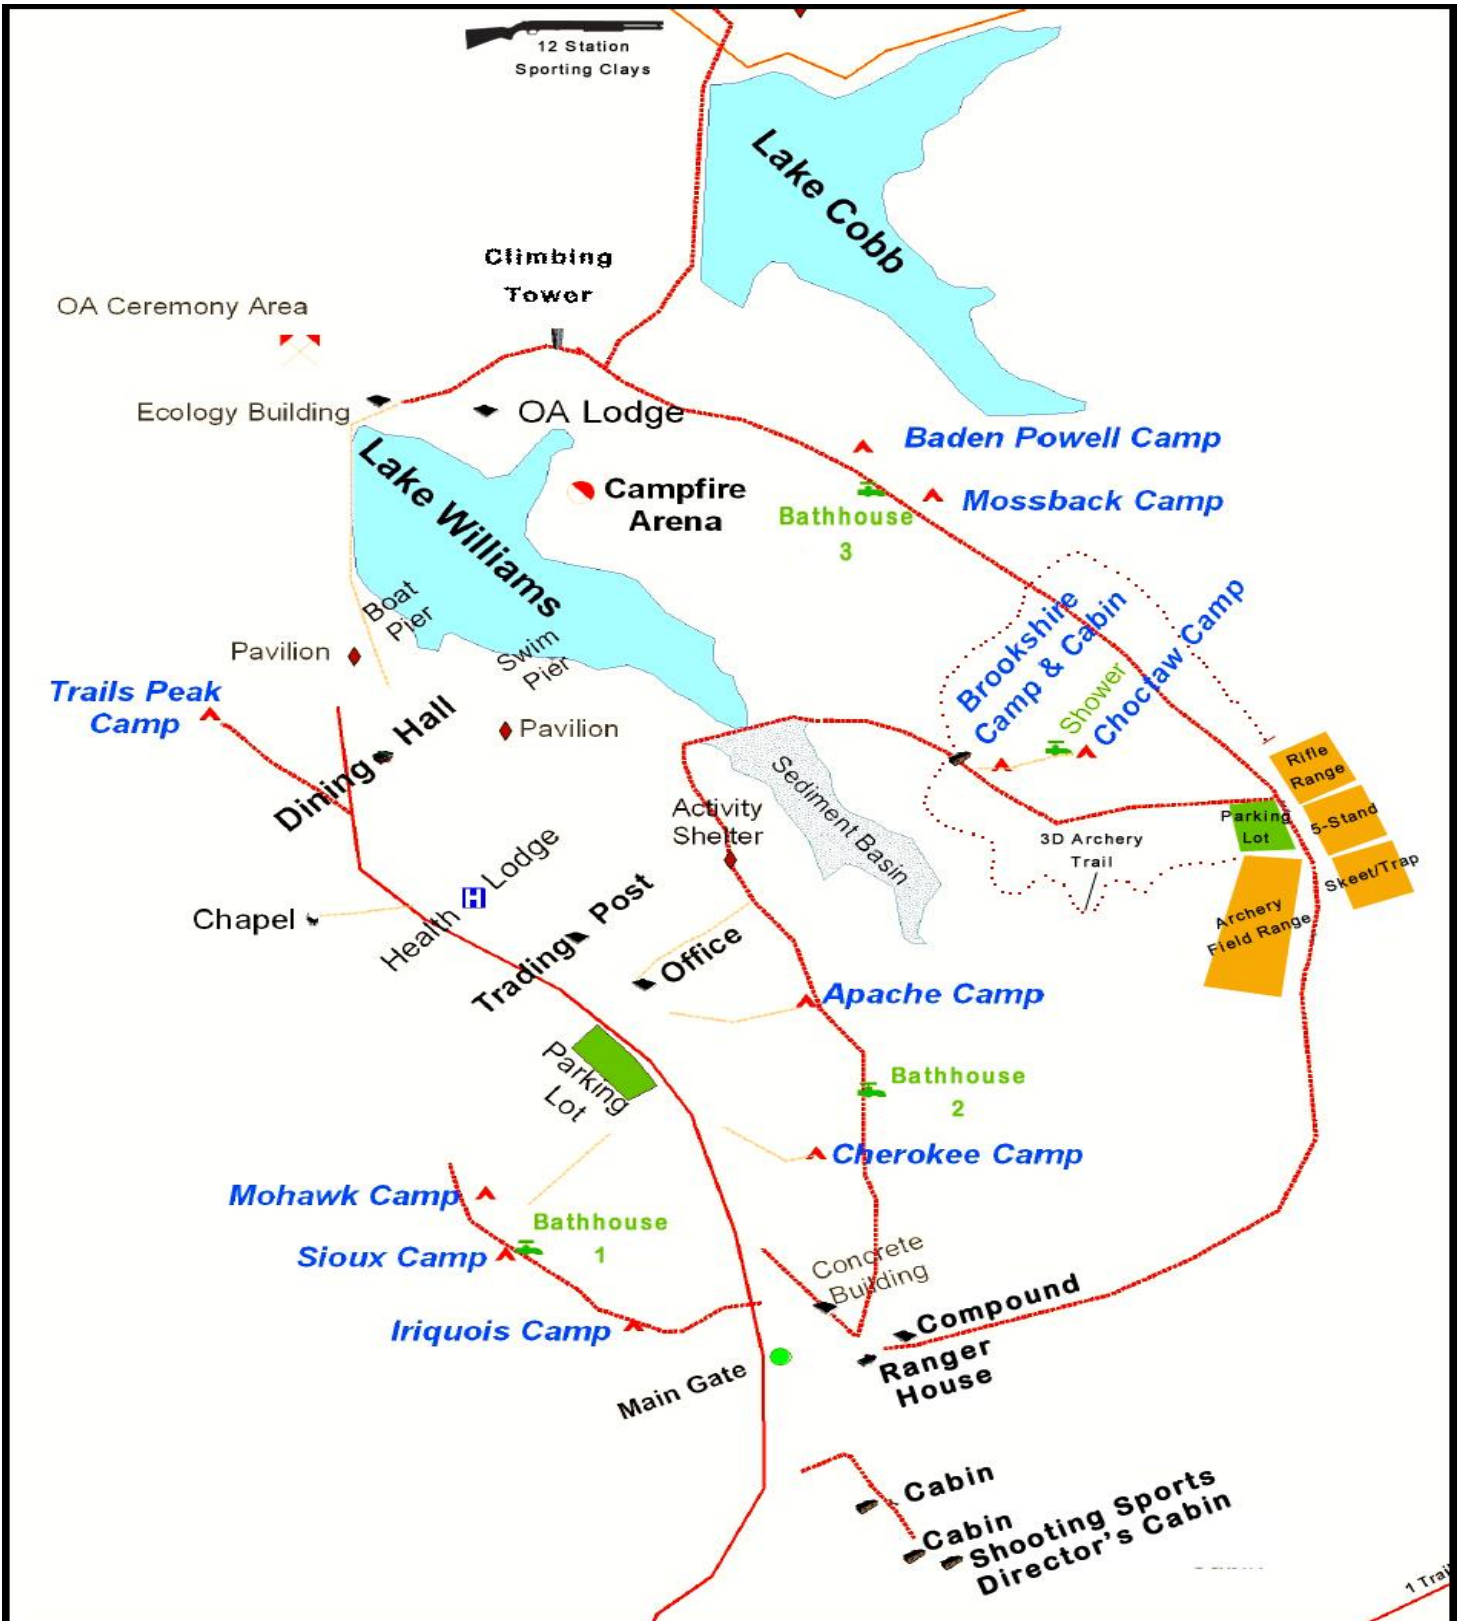 12 Station
Sporting Clays
Lake Cobb
Climbing
Tower
OA Ceremony Area
Ecology Building
OA Lodge
Baden Powell Camp
Lake Williams
Campfire
Arena
Mossback Camp
Bathhouse
3
Boat
Pier
Swim
Pier
Brookshire
Camp & Cabin
Shower
Choctaw Camp
Pavilion
Trails Peak
Camp
Pavilion
Dining Hall
Sediment Basin
Rifle
Range
5-Stand
Skeet/Trap
Parking
Lot
Activity
Shelter
3D Archery
Trail
Archery
Field Range
Chapel
Health Lodge
Trading Post
Office
Apache Camp
Parking
Lot
Bathhouse
2
Cherokee Camp
Mohawk Camp
Bathhouse
1
Sioux Camp
Concrete
Building
Iriquois Camp
Compound
Ranger
House
Main Gate
Cabin
Cabin
Shooting Sports
Director's Cabin
1 Trail